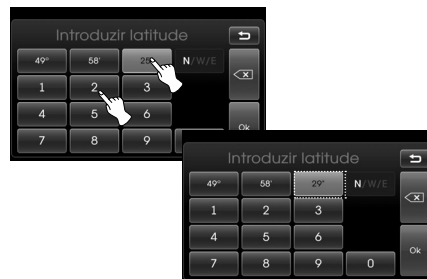 Introduzir latitude
49° 58' 25" N/W/E
1 2 3
4 5 6 Ok
7 8 9
Introduzir latitude
49° 58' 29" N/W/E
1 2 3
4 5 6 Ok
7 8 9 0